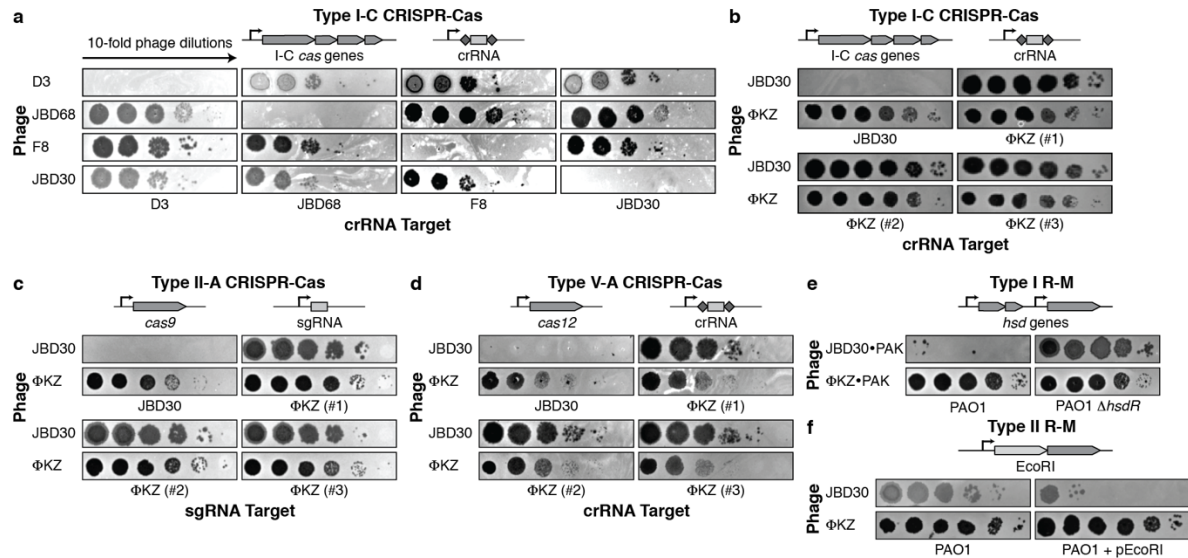 a
Type I-C CRISPR-Cas
10-fold phage dilutions
I-C cas genes
crRNA
Phage
D3
JBD68
F8
JBD30
D3
JBD68
F8
JBD30
crRNA Target
b
Type I-C CRISPR-Cas
I-C cas genes
crRNA
Phage
JBD30
ΦKZ
JBD30
ΦKZ (#1)
JBD30
ΦKZ
ΦKZ (#2)
ΦKZ (#3)
crRNA Target
c
Type II-A CRISPR-Cas
cas9
sgRNA
Phage
JBD30
ΦKZ
JBD30
ΦKZ (#1)
JBD30
ΦKZ
ΦKZ (#2)
ΦKZ (#3)
sgRNA Target
d
Type V-A CRISPR-Cas
cas12
crRNA
Phage
JBD30
ΦKZ
JBD30
ΦKZ (#1)
JBD30
ΦKZ
ΦKZ (#2)
ΦKZ (#3)
crRNA Target
e
Type I R-M
hsd genes
Phage
JBD30•PAK
ΦKZ•PAK
PAO1
PAO1 ΔhsdR
f
Type II R-M
EcoRI
Phage
JBD30
ΦKZ
PAO1
PAO1 + pEcoRI